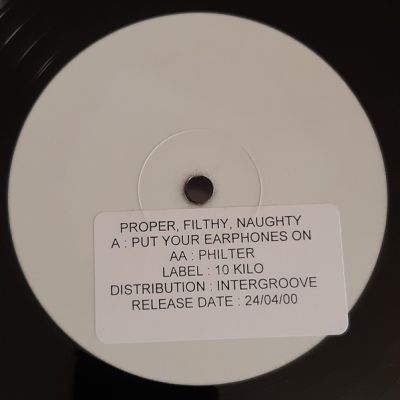 PROPER, FILTHY, NAUGHTY
A : PUT YOUR EARPHONES ON
AA : PHILTER
LABEL : 10 KILO
DISTRIBUTION : INTERGROOVE
RELEASE DATE : 24/04/00